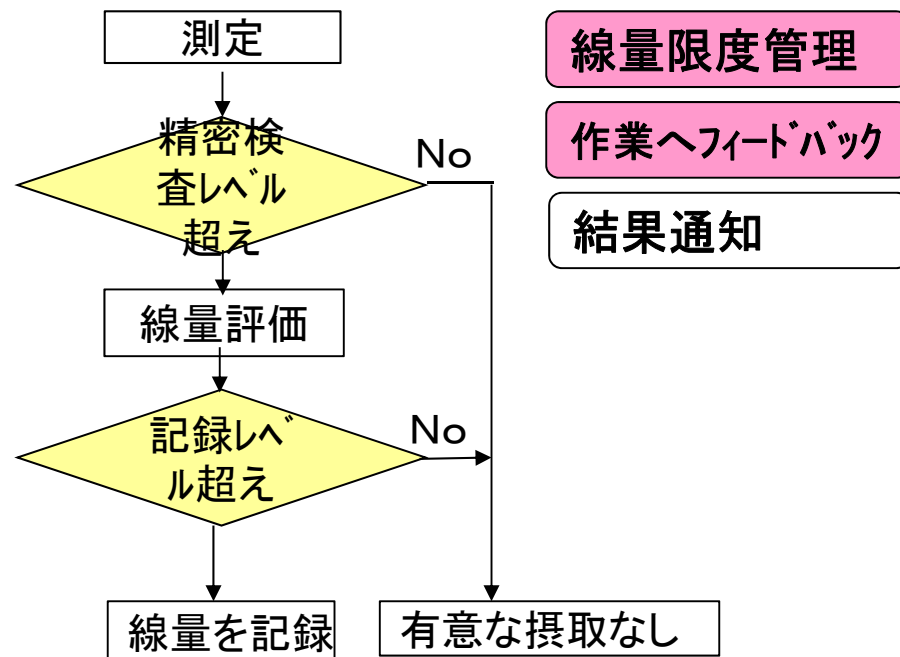 測定
精密検
査レベル
超え
No
線量評価
記録レベ
ル超え
No
線量を記録
有意な摂取なし
線量限度管理
作業へフィードバック
結果通知